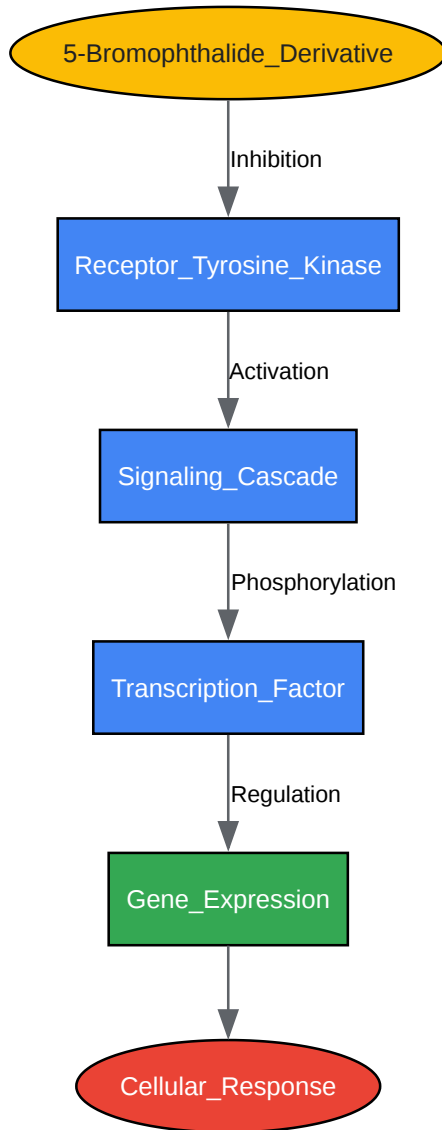 5-Bromophthalide_Derivative
Inhibition
Receptor_Tyrosine_Kinase
Activation
Signaling_Cascade
Phosphorylation
Transcription_Factor
Regulation
Gene_Expression
Cellular_Response